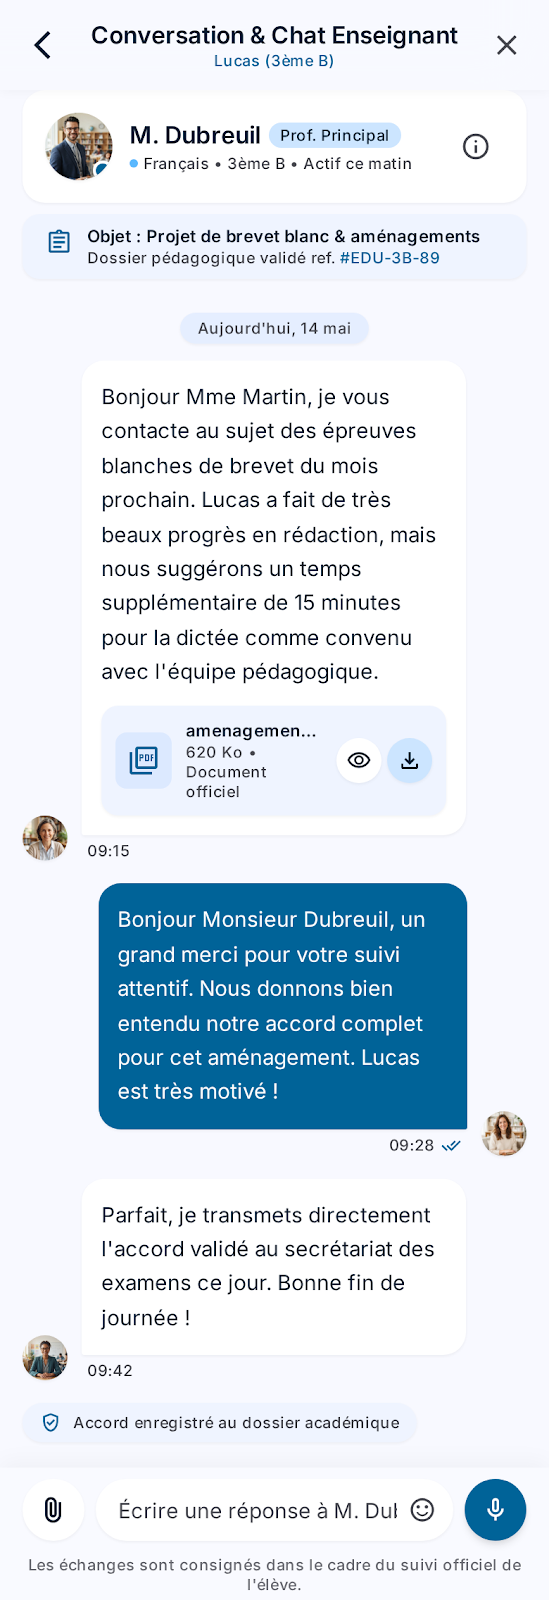 Conversation & Chat Enseignant
Lucas (3ème B)
M. Dubreuil Prof. Principal
Français • 3ème B • Actif ce matin
Objet : Projet de brevet blanc & aménagements
Dossier pédagogique validé ref. #EDU-3B-89
Aujourd'hui, 14 mai
Bonjour Mme Martin, je vous
contacte au sujet des épreuves
blanches de brevet du mois
prochain. Lucas a fait de très
beaux progrès en rédaction, mais
nous suggérons un temps
supplémentaire de 15 minutes
pour la dictée comme convenu
avec l'équipe pédagogique.
PDF
amenagemen...
620 Ko •
Document
officiel
09:15
Bonjour Monsieur Dubreuil, un
grand merci pour votre suivi
attentif. Nous donnons bien
entendu notre accord complet
pour cet aménagement. Lucas
est très motivé !
09:28
Parfait, je transmets directement
l'accord validé au secrétariat des
examens ce jour. Bonne fin de
journée !
09:42
Accord enregistré au dossier académique
Écrire une réponse à M. Dub
Les échanges sont consignés dans le cadre du suivi officiel de
l'élève.